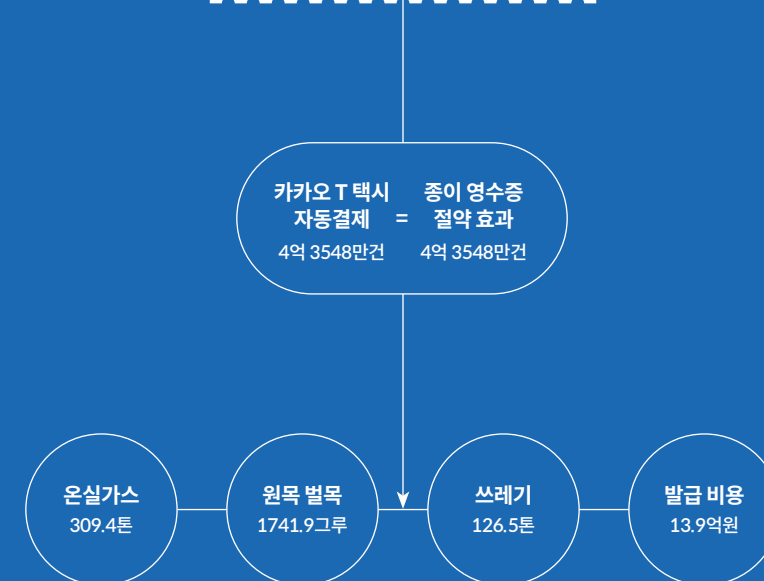 카카오 T 택시 종이 영수증
자동결제 = 절약 효과
4억 3548만건 4억 3548만건
온실가스 원목 벌목 쓰레기 발급 비용
309.4톤 1741.9그루 126.5톤 13.9억원